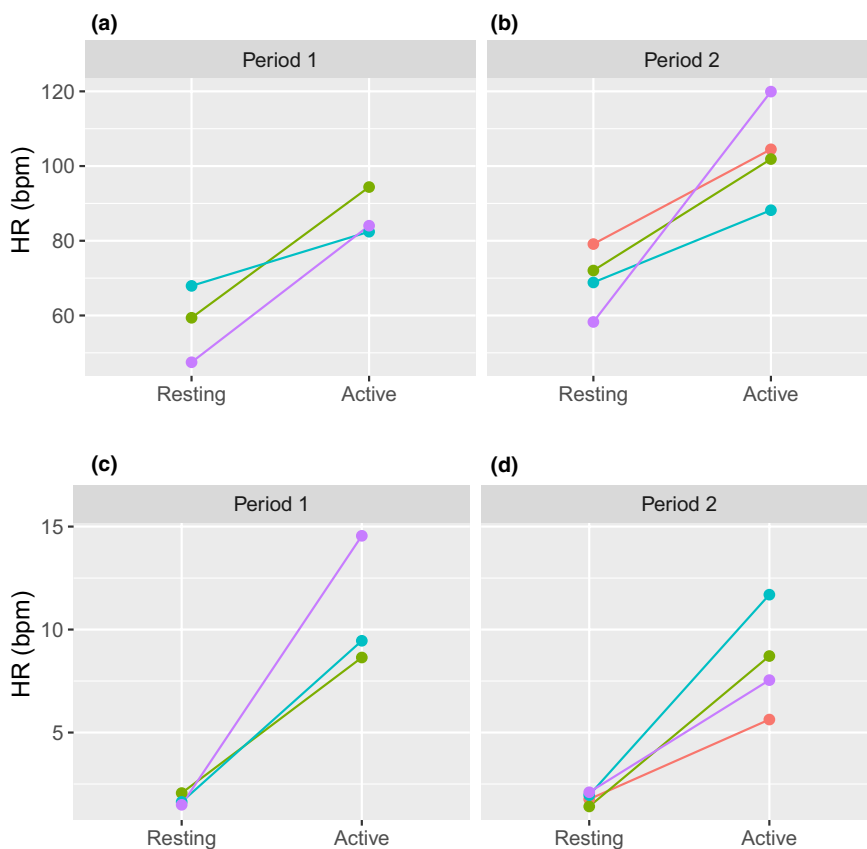 (a)
(b)
Period 1
Period 2
HR (bpm)
120
100
80
60
Resting
Active
Resting
Active
(c)
(d)
Period 1
Period 2
HR (bpm)
15
10
5
Resting
Active
Resting
Active